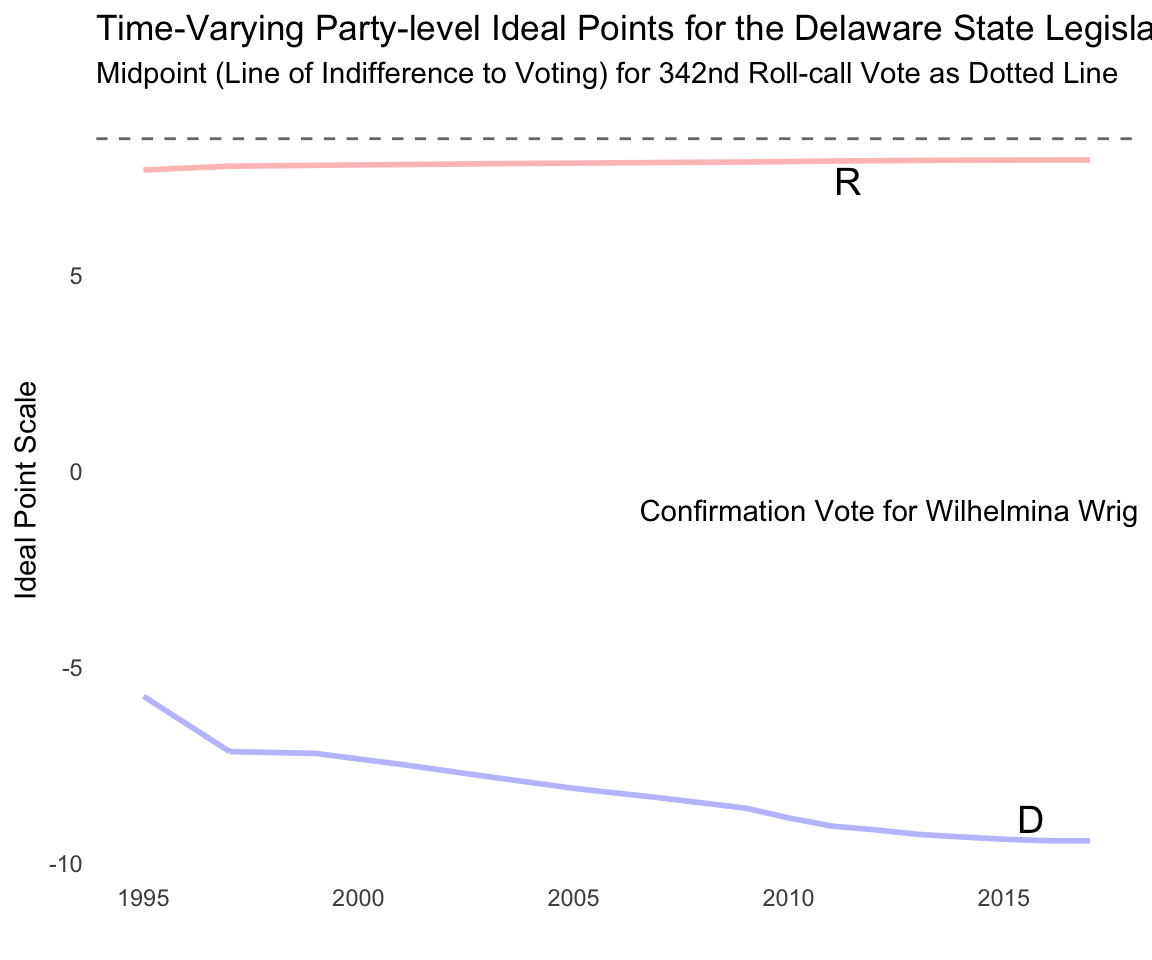 Time-Varying Party-level Ideal Points for the Delaware State Legisla
Midpoint (Line of Indifference to Voting) for 342nd Roll-call Vote as Dotted Line
R
5
Ideal Point Scale
0
Confirmation Vote for Wilhelmina Wrig
-5
D
-10
1995 2000 2005 2010 2015